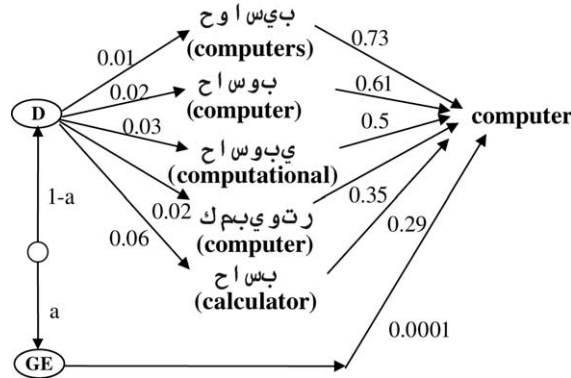 بيساوح
(computers)
0.73
0.01
بوساح
(computer)
0.02
0.61
computer
D
0.03
يبوساح
(computational)
0.5
1-a
0.02
رتويبمك
(computer)
0.35
0.06
0.29
بساح
(calculator)
a
0.0001
GE